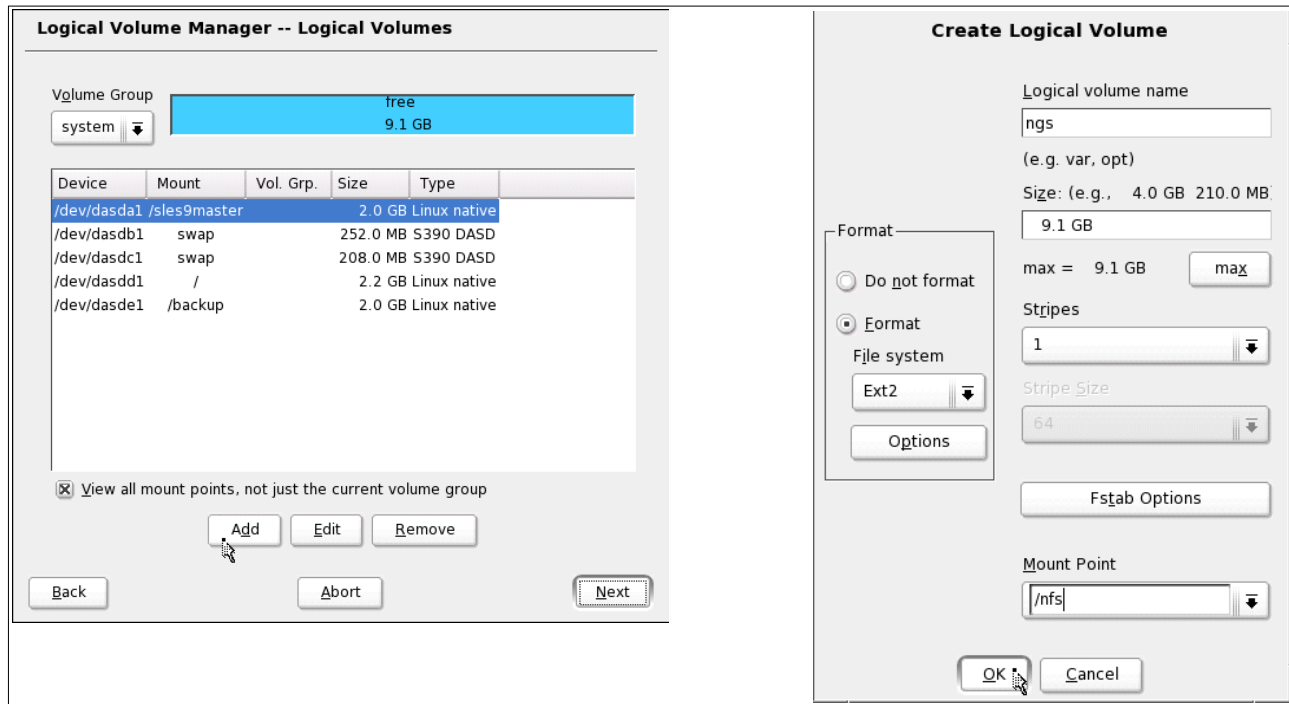 Logical Volume Manager -- Logical Volumes
Volume Group
system
free
9.1 GB
Device Mount Vol. Grp. Size Type
/dev/dasda1 /sles9master 2.0 GB Linux native
/dev/dasdb1 swap 252.0 MB S390 DASD
/dev/dasdc1 swap 208.0 MB S390 DASD
/dev/dasdd1 / 2.2 GB Linux native
/dev/dasde1 /backup 2.0 GB Linux native
View all mount points, not just the current volume group
Add Edit Remove
Back Abort Next
Create Logical Volume
Logical volume name
ngs
(e.g. var, opt)
Size: (e.g., 4.0 GB 210.0 MB)
9.1 GB
max = 9.1 GB max
Stripes
1
Stripe Size
64
Format
Do not format
Format
File system
Ext2
Options
Fstab Options
Mount Point
/nfs
OK Cancel